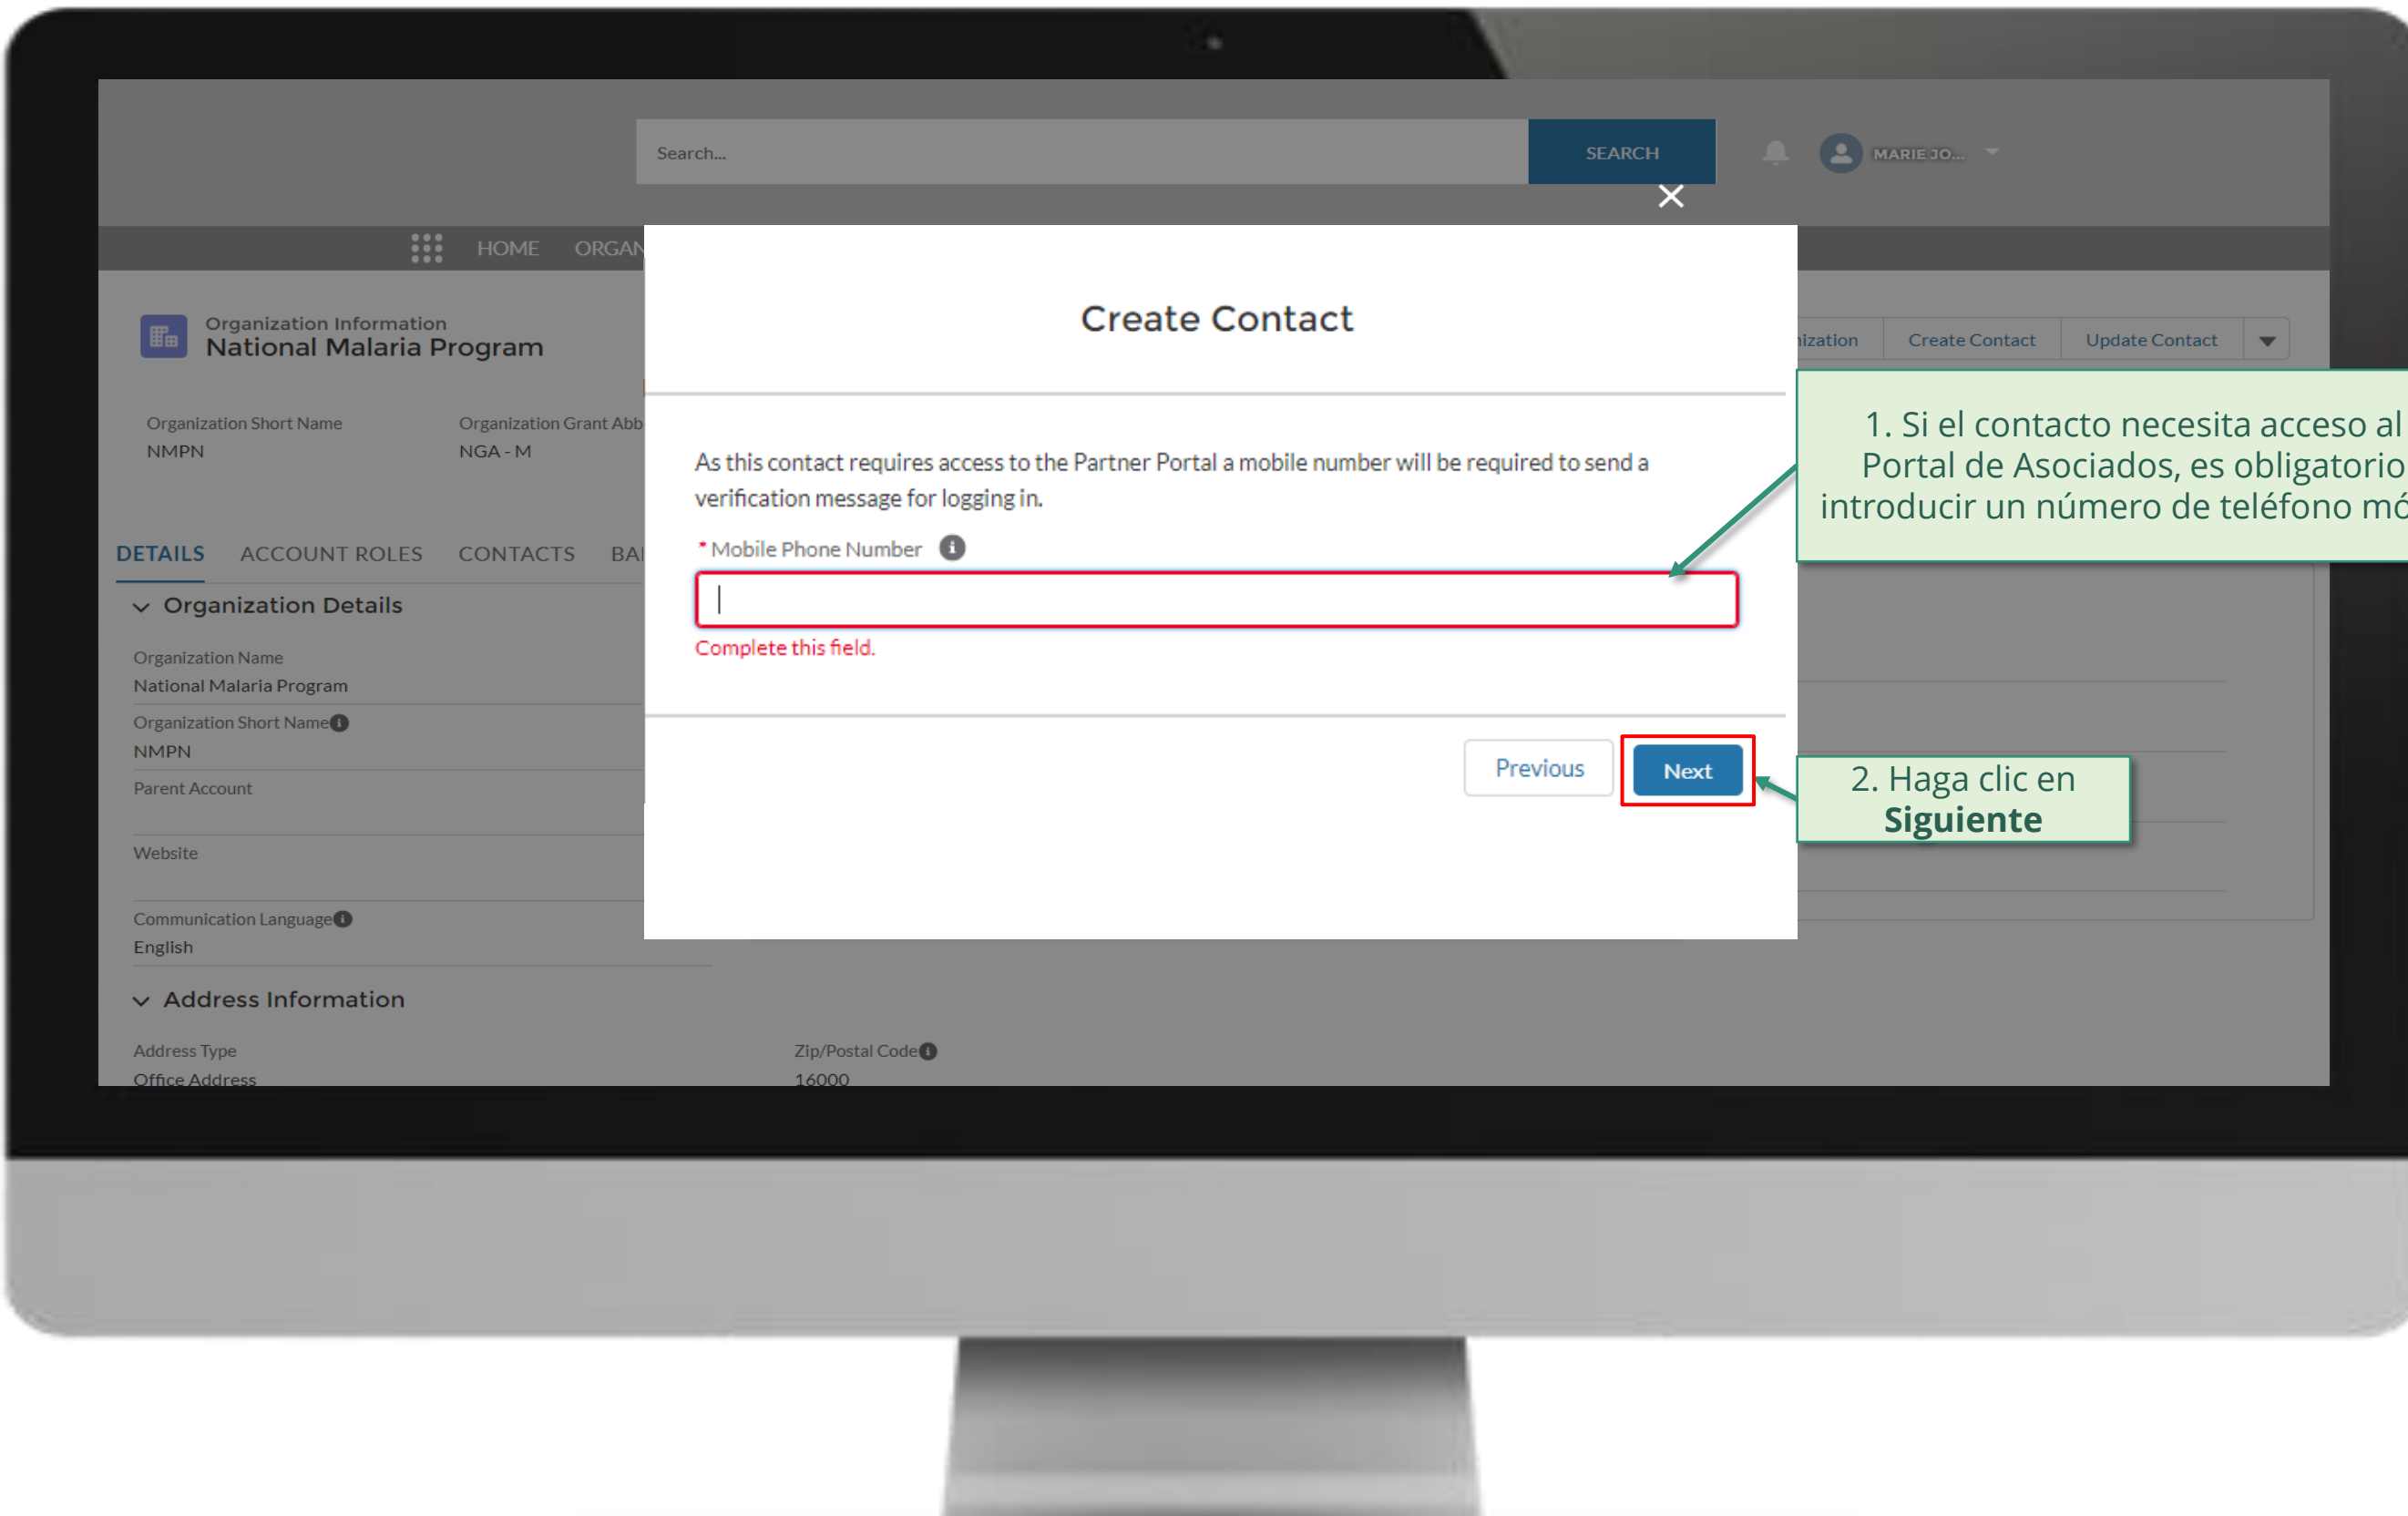 Search...
SEARCH
MARIE JO...
HOME ORGAN
Organization Information
National Malaria Program
Organization Short Name
NMPN
Organization Grant Abb
NGA - M
ization
Create Contact
Update Contact
DETAILS ACCOUNT ROLES CONTACTS BA
Organization Details
Organization Name
National Malaria Program
Organization Short Name
NMPN
Parent Account
Website
Communication Language
English
Address Information
Address Type
Office Address
Zip/Postal Code
16000
Create Contact
As this contact requires access to the Partner Portal a mobile number will be required to send a
verification message for logging in.
* Mobile Phone Number
Complete this field.
Previous
Next
1. Si el contacto necesita acceso al
Portal de Asociados, es obligatorio
introducir un número de teléfono mó
2. Haga clic en
Siguiente